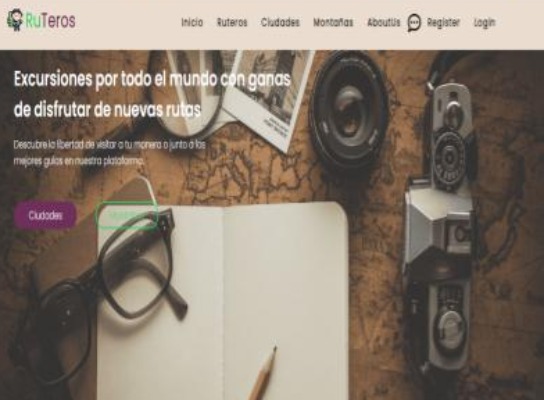 RuTeros
Inicio Ruteros Ciudades Montañas AboutUs Register Login
Excursiones por todo el mundo con ganas
de disfrutar de nuevas rutas
Descubre la libertad de visitar a tu manera o junto a los
mejores guías en nuestra plataforma.
Ciudades